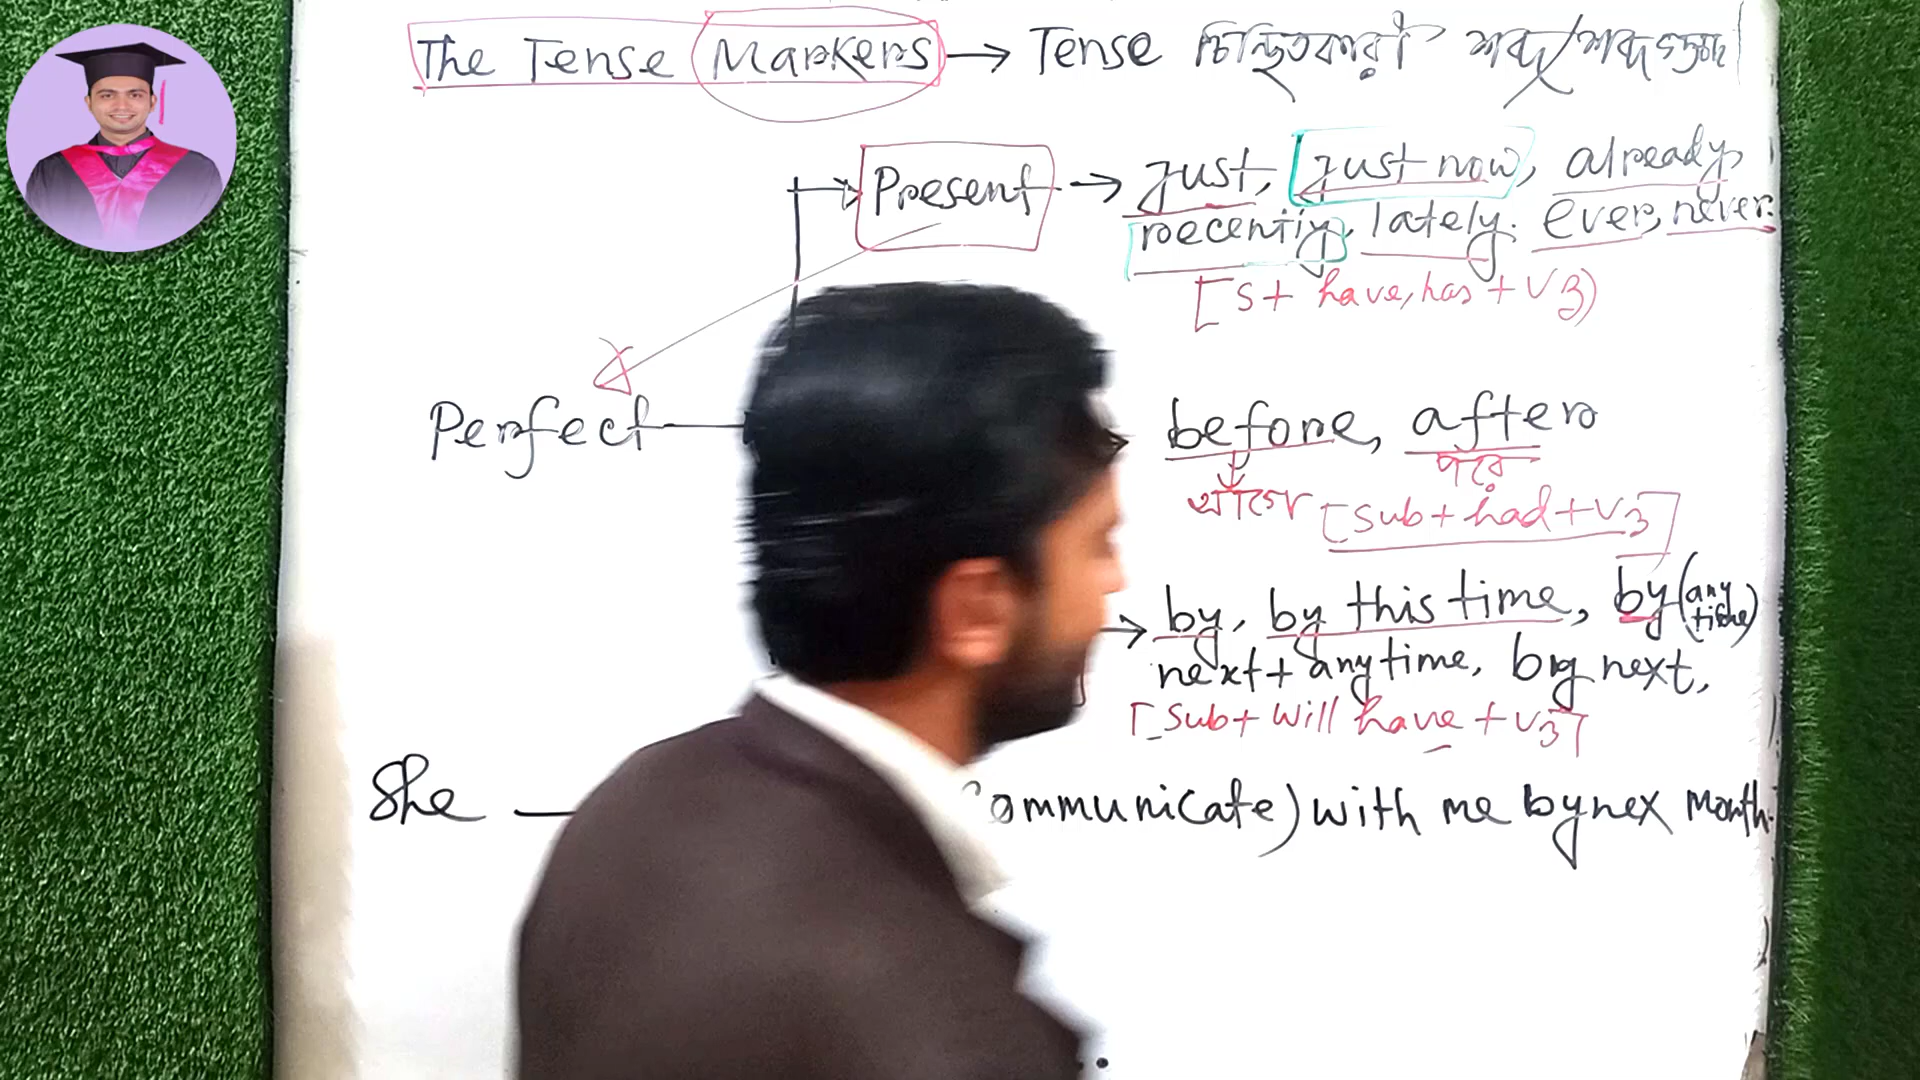 The Tense Markers → Tense চিহ্নিতকারী শব্দ/শব্দগুচ্ছ।
Present → just, just now, already,
recently, lately. ever, never.
[S + have, has + V3)
Perfect
before, after
আগে পরে
[sub + had + V3]
by, by this time, by (any time)
next + any time, by next,
[Sub + will have + V3]
She (communicate) with me by nex month.